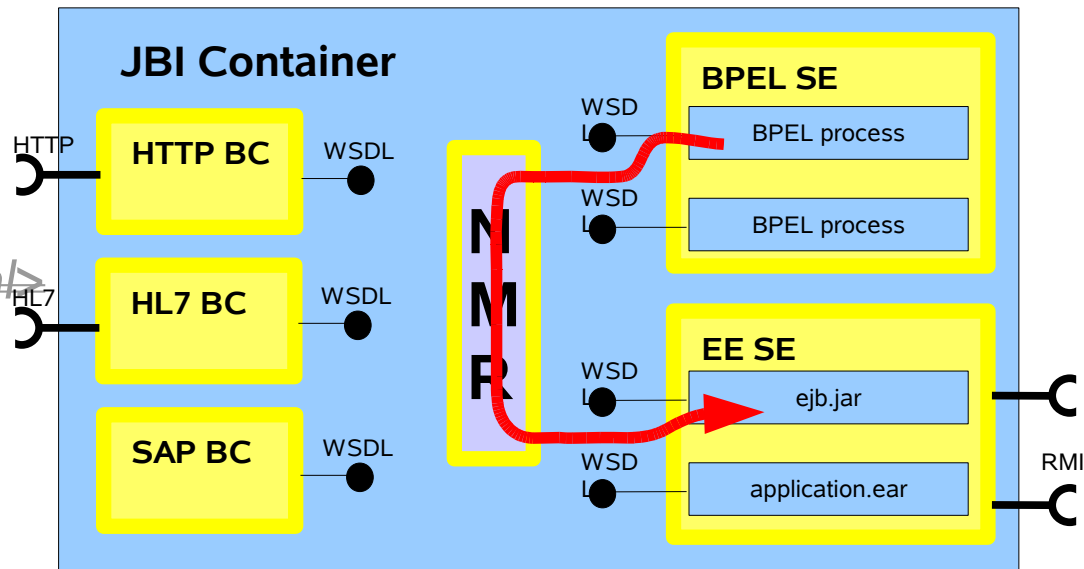 JBI Container
HTTP
HTTP BC
WSDL
HL7
HL7 BC
WSDL
SAP BC
WSDL
N
M
R
BPEL SE
WSD
L
BPEL process
WSD
L
BPEL process
EE SE
WSD
L
ejb.jar
WSD
L
application.ear
RMI